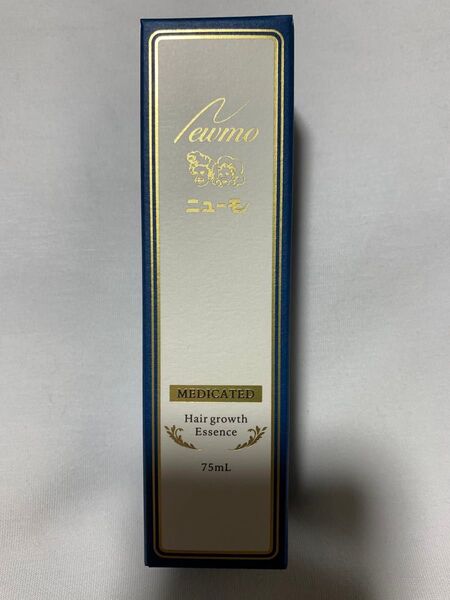 Newmo
ニューモ
MEDICATED
Hair growth
Essence
75mL